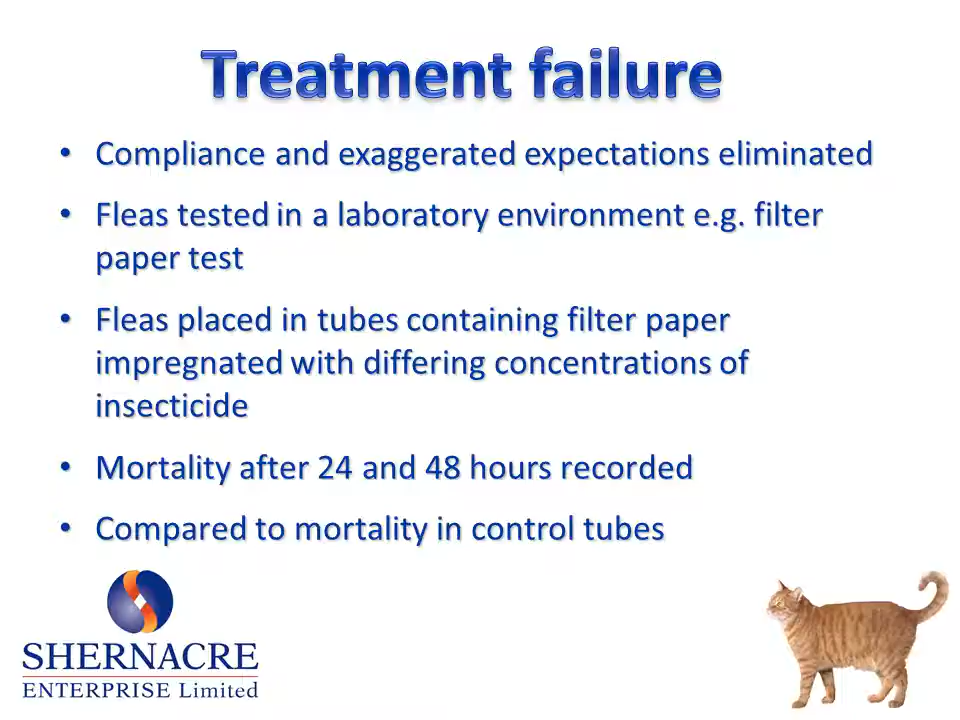 Treatment failure
• Compliance and exaggerated expectations eliminated
• Fleas tested in a laboratory environment e.g. filter
paper test
• Fleas placed in tubes containing filter paper
impregnated with differing concentrations of
insecticide
• Mortality after 24 and 48 hours recorded
• Compared to mortality in control tubes
SHERNACRE
ENTERPRISE Limited